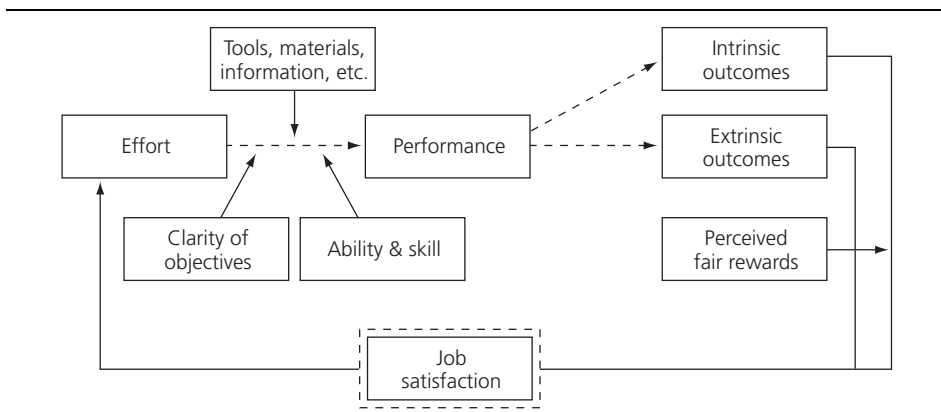 Tools, materials,
information, etc.
Intrinsic
outcomes
Effort
Performance
Extrinsic
outcomes
Clarity of
objectives
Ability & skill
Perceived
fair rewards
Job
satisfaction